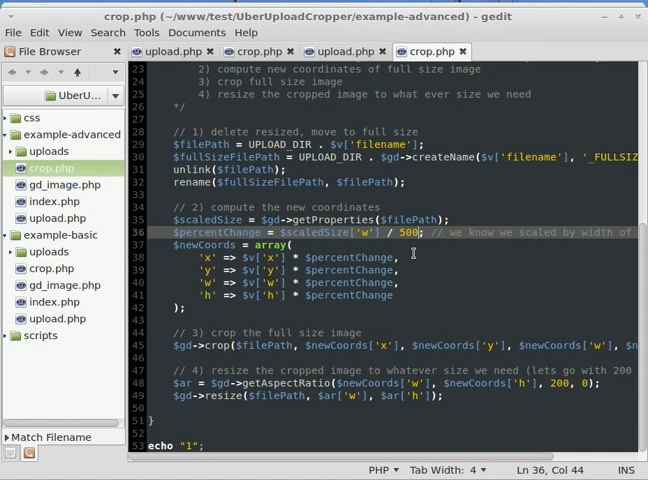 crop.php (~/www/test/UberUploadCropper/example-advanced) - gedit
File Edit View Search Tools Documents Help
File Browser
upload.php
crop.php
upload.php
crop.php
UberU...
css
example-advanced
uploads
crop.php
gd_image.php
index.php
upload.php
example-basic
uploads
crop.php
gd_image.php
index.php
upload.php
scripts
Match Filename
23 2) compute new coordinates of full size image
24 3) crop full size image
25 4) resize the cropped image to what ever size we need
26 */
27
28 // 1) delete resized, move to full size
29 $filePath = UPLOAD_DIR . $v['filename'];
30 $fullSizeFilePath = UPLOAD_DIR . $gd->createName($v['filename'], '_FULLSIZ
31 unlink($filePath);
32 rename($fullSizeFilePath, $filePath);
33
34 // 2) compute the new coordinates
35 $scaledSize = $gd->getProperties($filePath);
36 $percentChange = $scaledSize['w'] / 500; // we know we scaled by width of
37 $newCoords = array(
38 'x' => $v['x'] * $percentChange,
39 'y' => $v['y'] * $percentChange,
40 'w' => $v['w'] * $percentChange,
41 'h' => $v['h'] * $percentChange
42 );
43
44 // 3) crop the full size image
45 $gd->crop($filePath, $newCoords['x'], $newCoords['y'], $newCoords['w'], $n
46
47 // 4) resize the cropped image to whatever size we need (lets go with 200
48 $ar = $gd->getAspectRatio($newCoords['w'], $newCoords['h'], 200, 0);
49 $gd->resize($filePath, $ar['w'], $ar['h']);
50
51 }
52
53 echo "1";
PHP Tab Width: 4 Ln 36, Col 44 INS